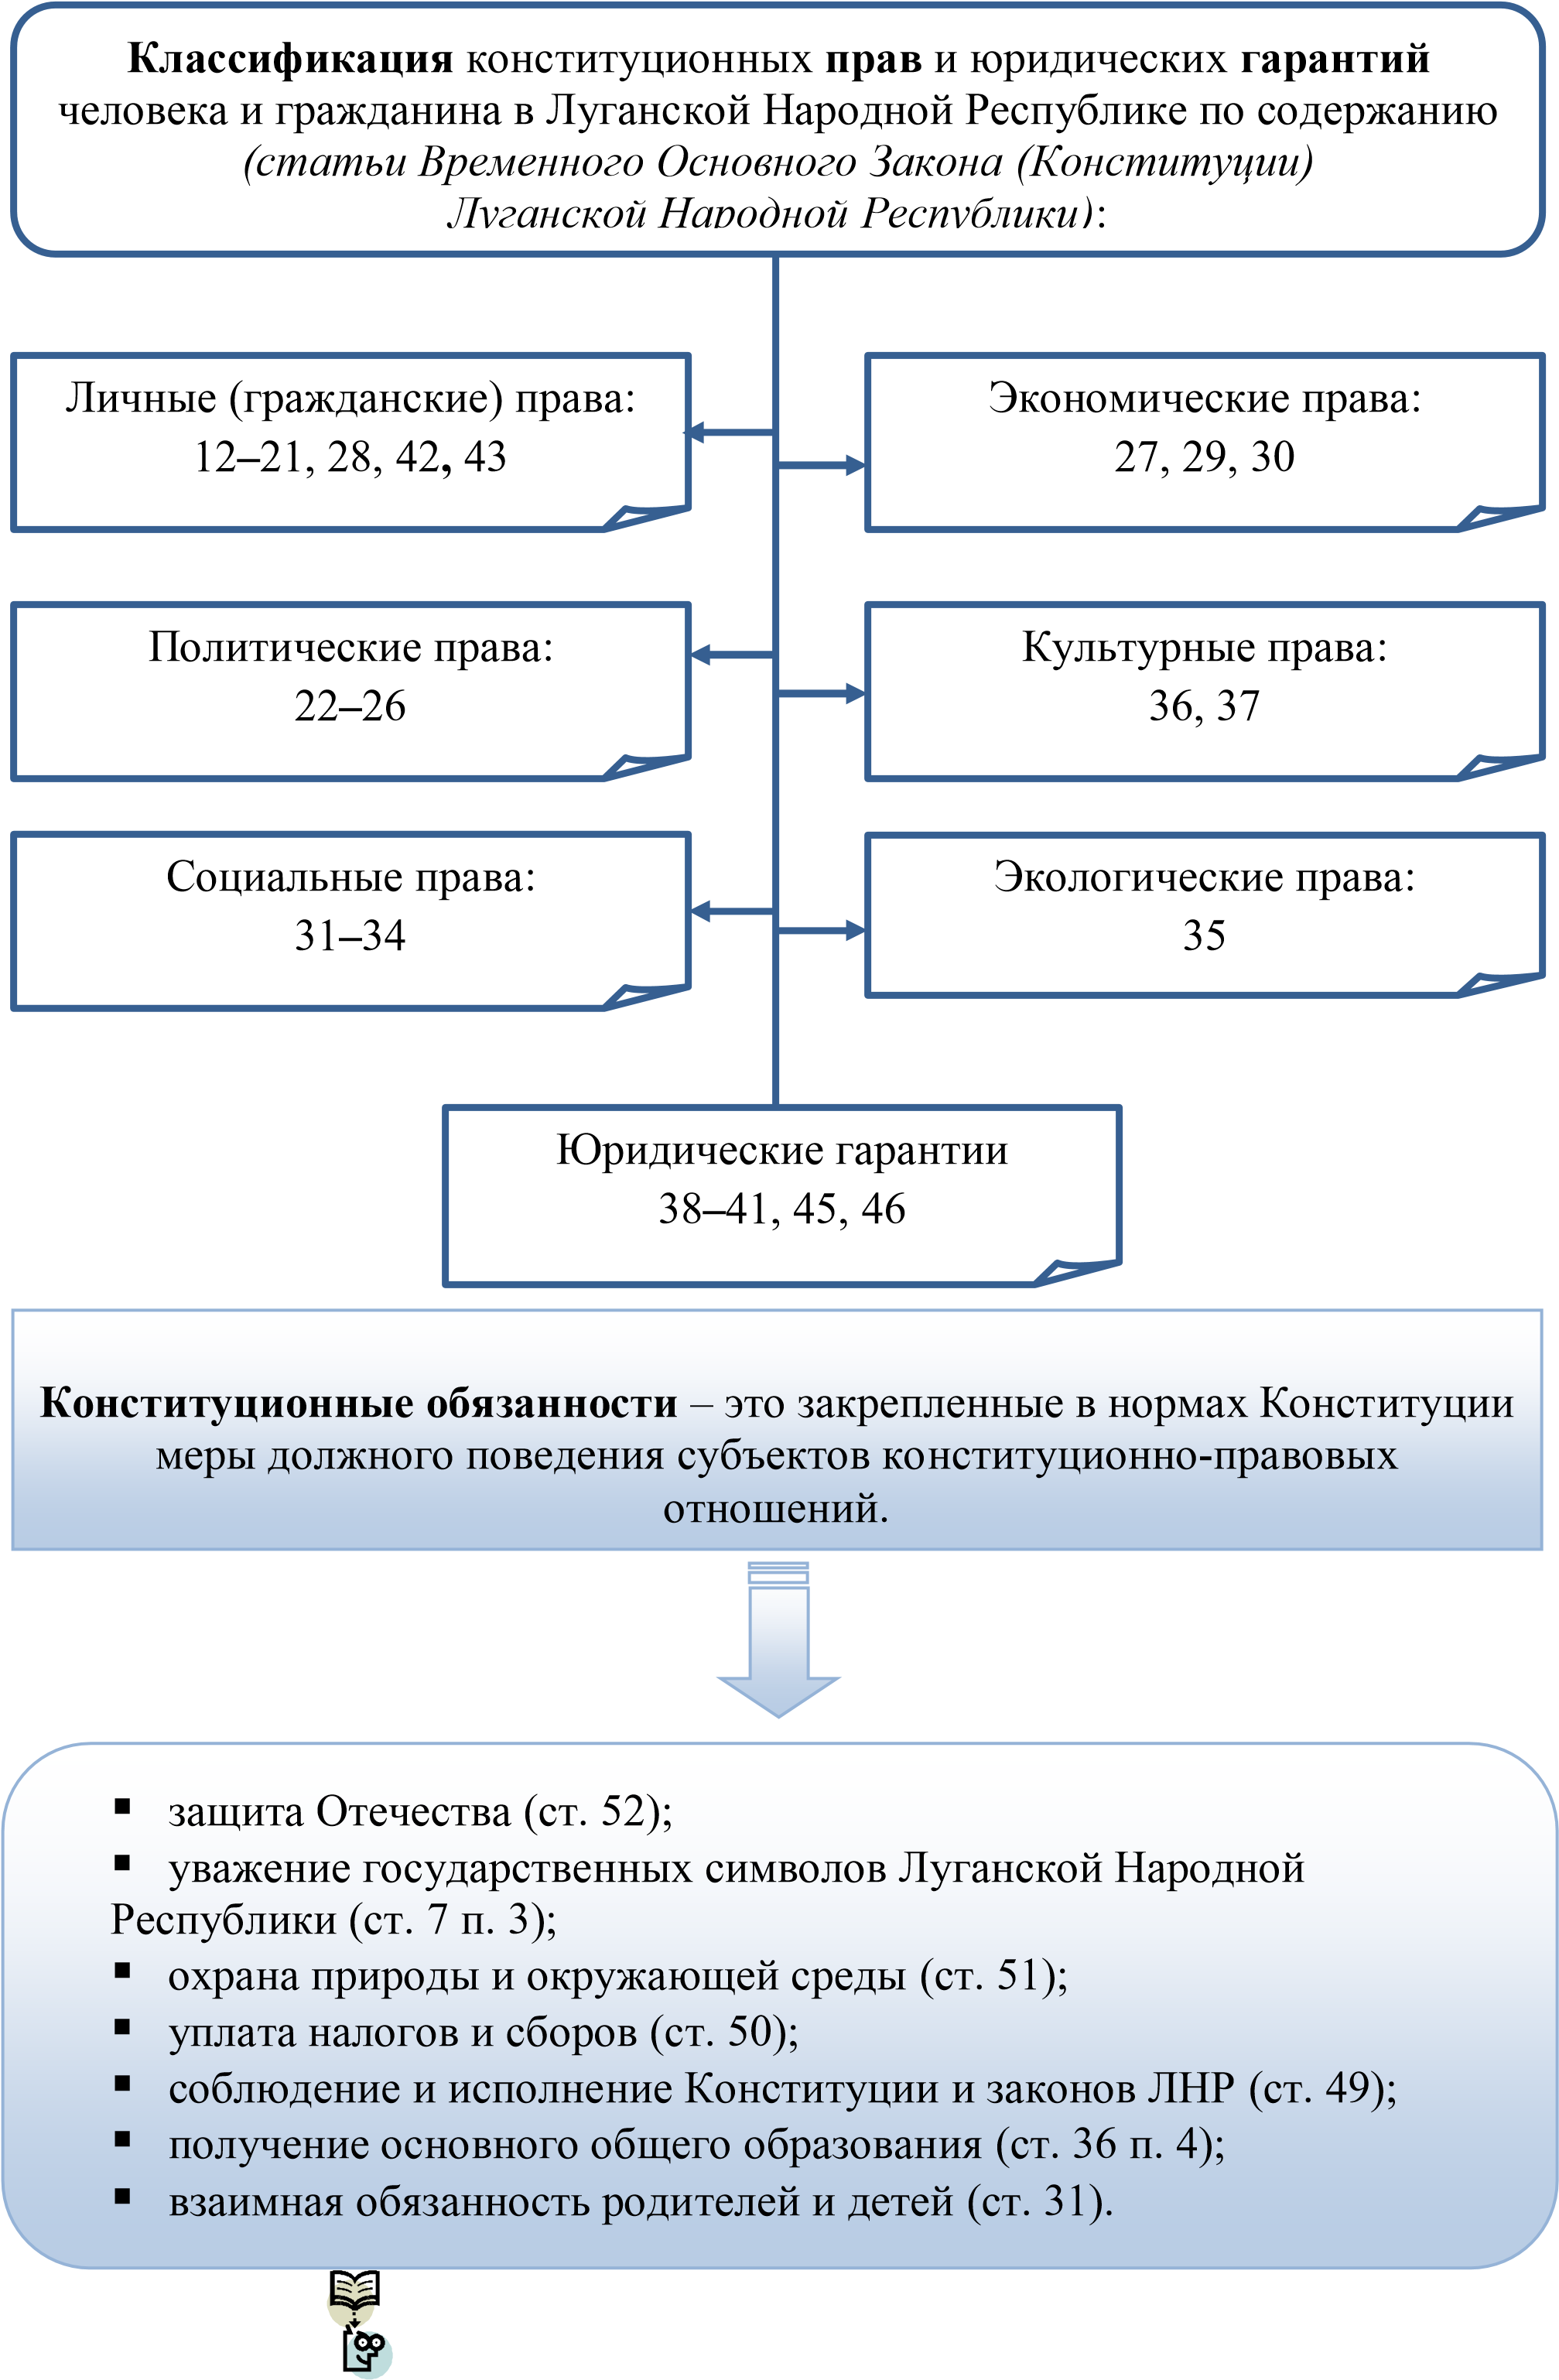 Классификация конституционных прав и юридических гарантий
человека и гражданина в Луганской Народной Республике по содержанию
(статьи Временного Основного Закона (Конституции)
Луганской Народной Республики):
Личные (гражданские) права:
12–21, 28, 42, 43
Экономические права:
27, 29, 30
Политические права:
22–26
Культурные права:
36, 37
Социальные права:
31–34
Экологические права:
35
Юридические гарантии
38–41, 45, 46
Конституционные обязанности – это закрепленные в нормах Конституции
меры должного поведения субъектов конституционно-правовых
отношений.
▪ защита Отечества (ст. 52);
▪ уважение государственных символов Луганской Народной
Республики (ст. 7 п. 3);
▪ охрана природы и окружающей среды (ст. 51);
▪ уплата налогов и сборов (ст. 50);
▪ соблюдение и исполнение Конституции и законов ЛНР (ст. 49);
▪ получение основного общего образования (ст. 36 п. 4);
▪ взаимная обязанность родителей и детей (ст. 31).